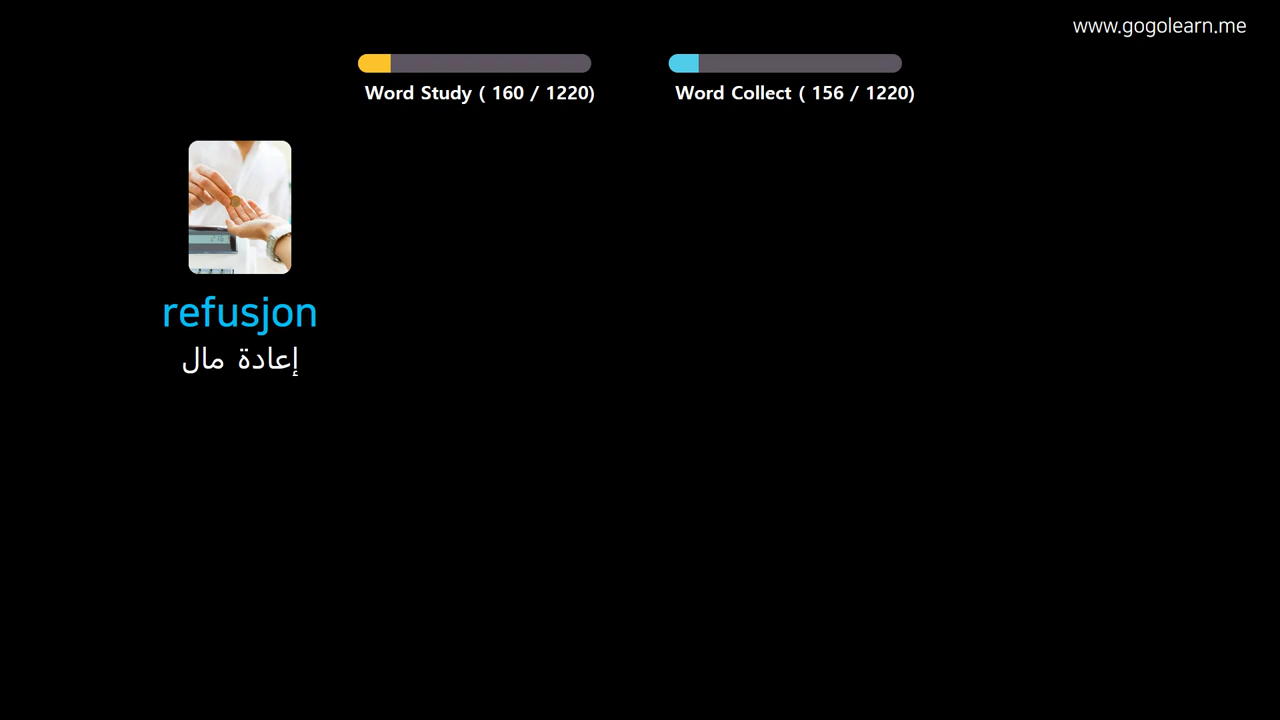 www.gogolearn.me
Word Study ( 160 / 1220)
Word Collect ( 156 / 1220)
refusjon
إعادة مال